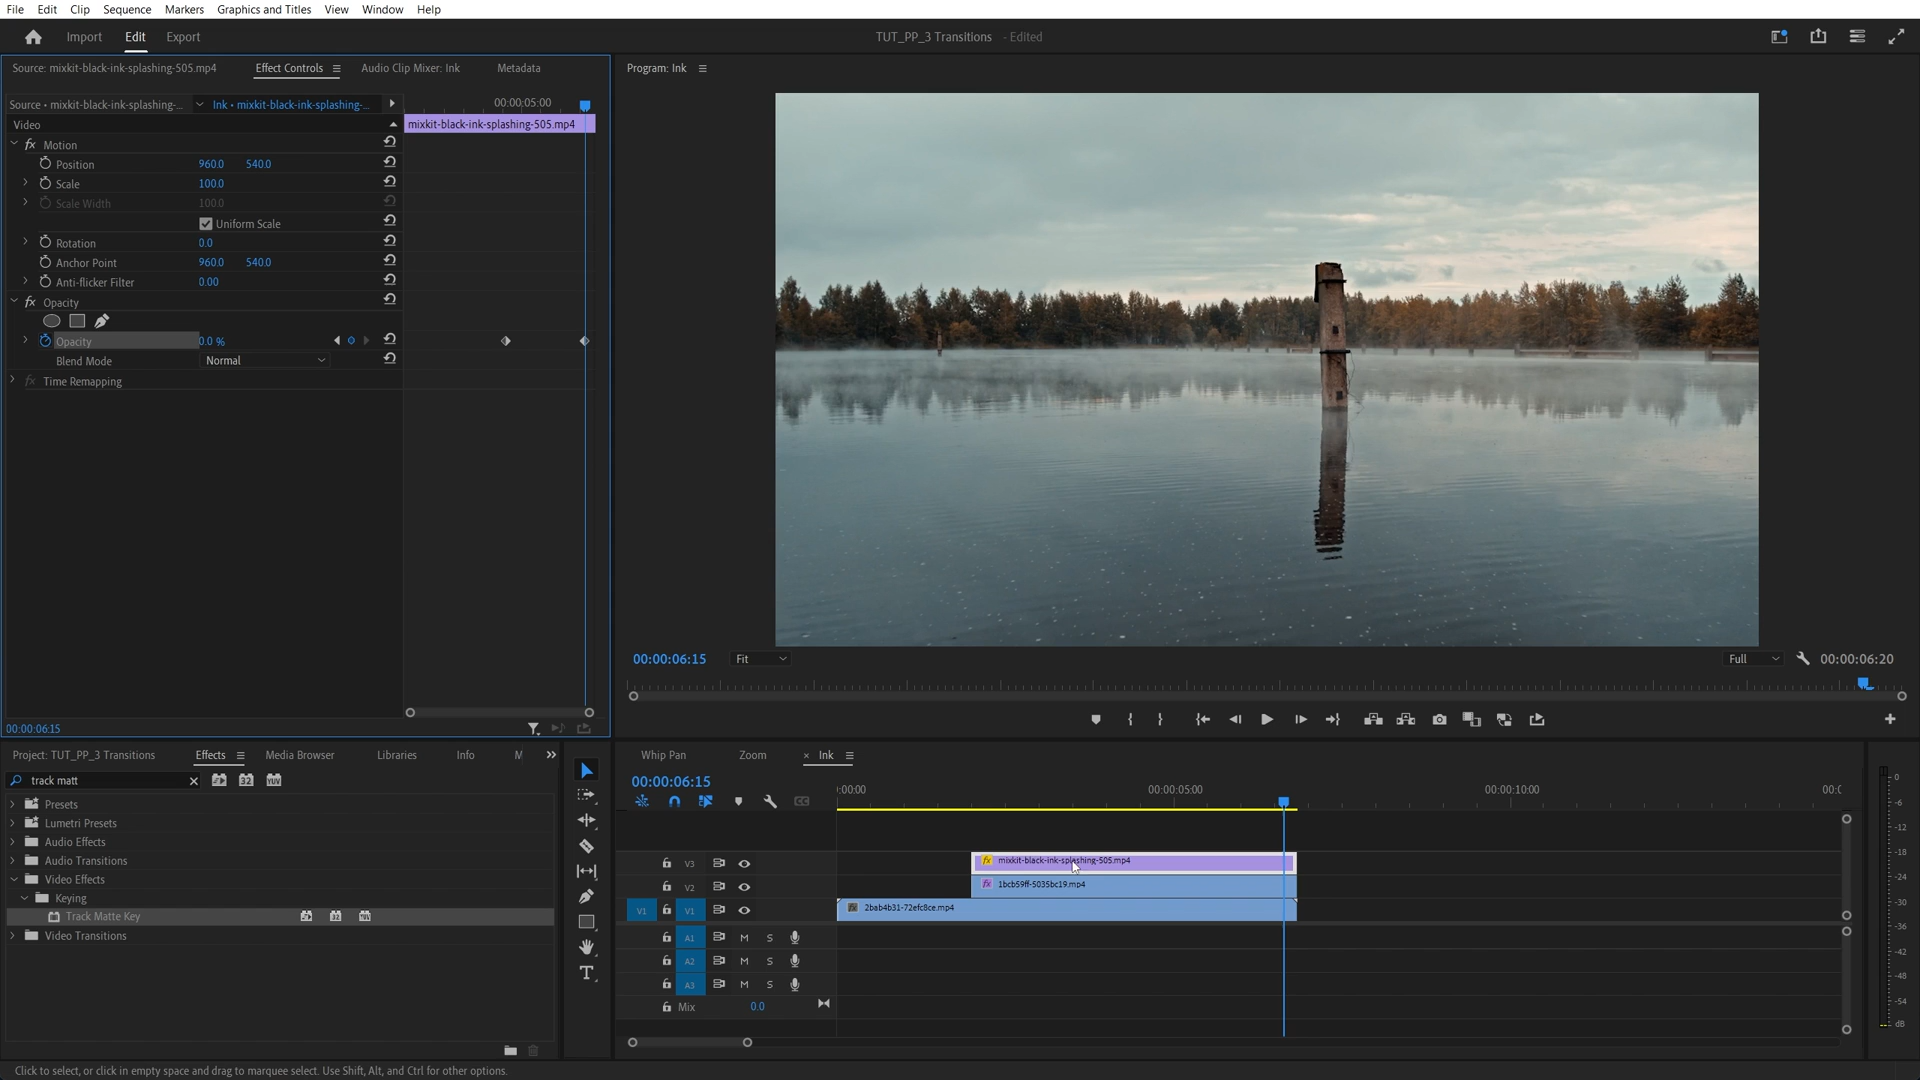 File Edit Clip Sequence Markers Graphics and Titles View Window Help
Import Edit Export TUT_PP_3 Transitions - Edited
Source: mixkit-black-ink-splashing-505.mp4 Effect Controls Audio Clip Mixer: Ink Metadata
Source • mixkit-black-ink-splashing-... Ink • mixkit-black-ink-splashing-... 00:00:05:00
Video mixkit-black-ink-splashing-505.mp4
fx Motion
Position 960.0 540.0
Scale 100.0
Scale Width 100.0
Uniform Scale
Rotation 0.0
Anchor Point 960.0 540.0
Anti-flicker Filter 0.00
fx Opacity
Opacity 0.0 %
Blend Mode Normal
fx Time Remapping
00:00:06:15
Program: Ink
00:00:06:15 Fit Full 00:00:06:20
Project: TUT_PP_3 Transitions Effects Media Browser Libraries Info M
track matt 32 YUV
Presets
Lumetri Presets
Audio Effects
Audio Transitions
Video Effects
Keying
Track Matte Key
Video Transitions
Whip Pan Zoom × Ink
00:00:06:15
:00:00 00:00:05:00 00:00:10:00 00:(
V3 fx mixkit-black-ink-splashing-505.mp4
V2 fx 1bcb59ff-5035bc19.mp4
V1 V1 fx 2bab4b31-72efc8ce.mp4
A1 M S
A2 M S
A3 M S
Mix 0.0
0
-6
-12
-18
-24
-30
-36
-42
-48
-54
dB
Click to select, or click in empty space and drag to marquee select. Use Shift, Alt, and Ctrl for other options.